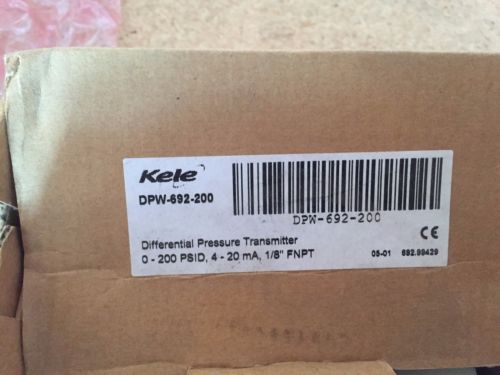 Kele
DPW-692-200
DPW-692-200
Differential Pressure Transmitter
0 - 200 PSID, 4 - 20 mA, 1/8" FNPT
CE
05-01 692.99429